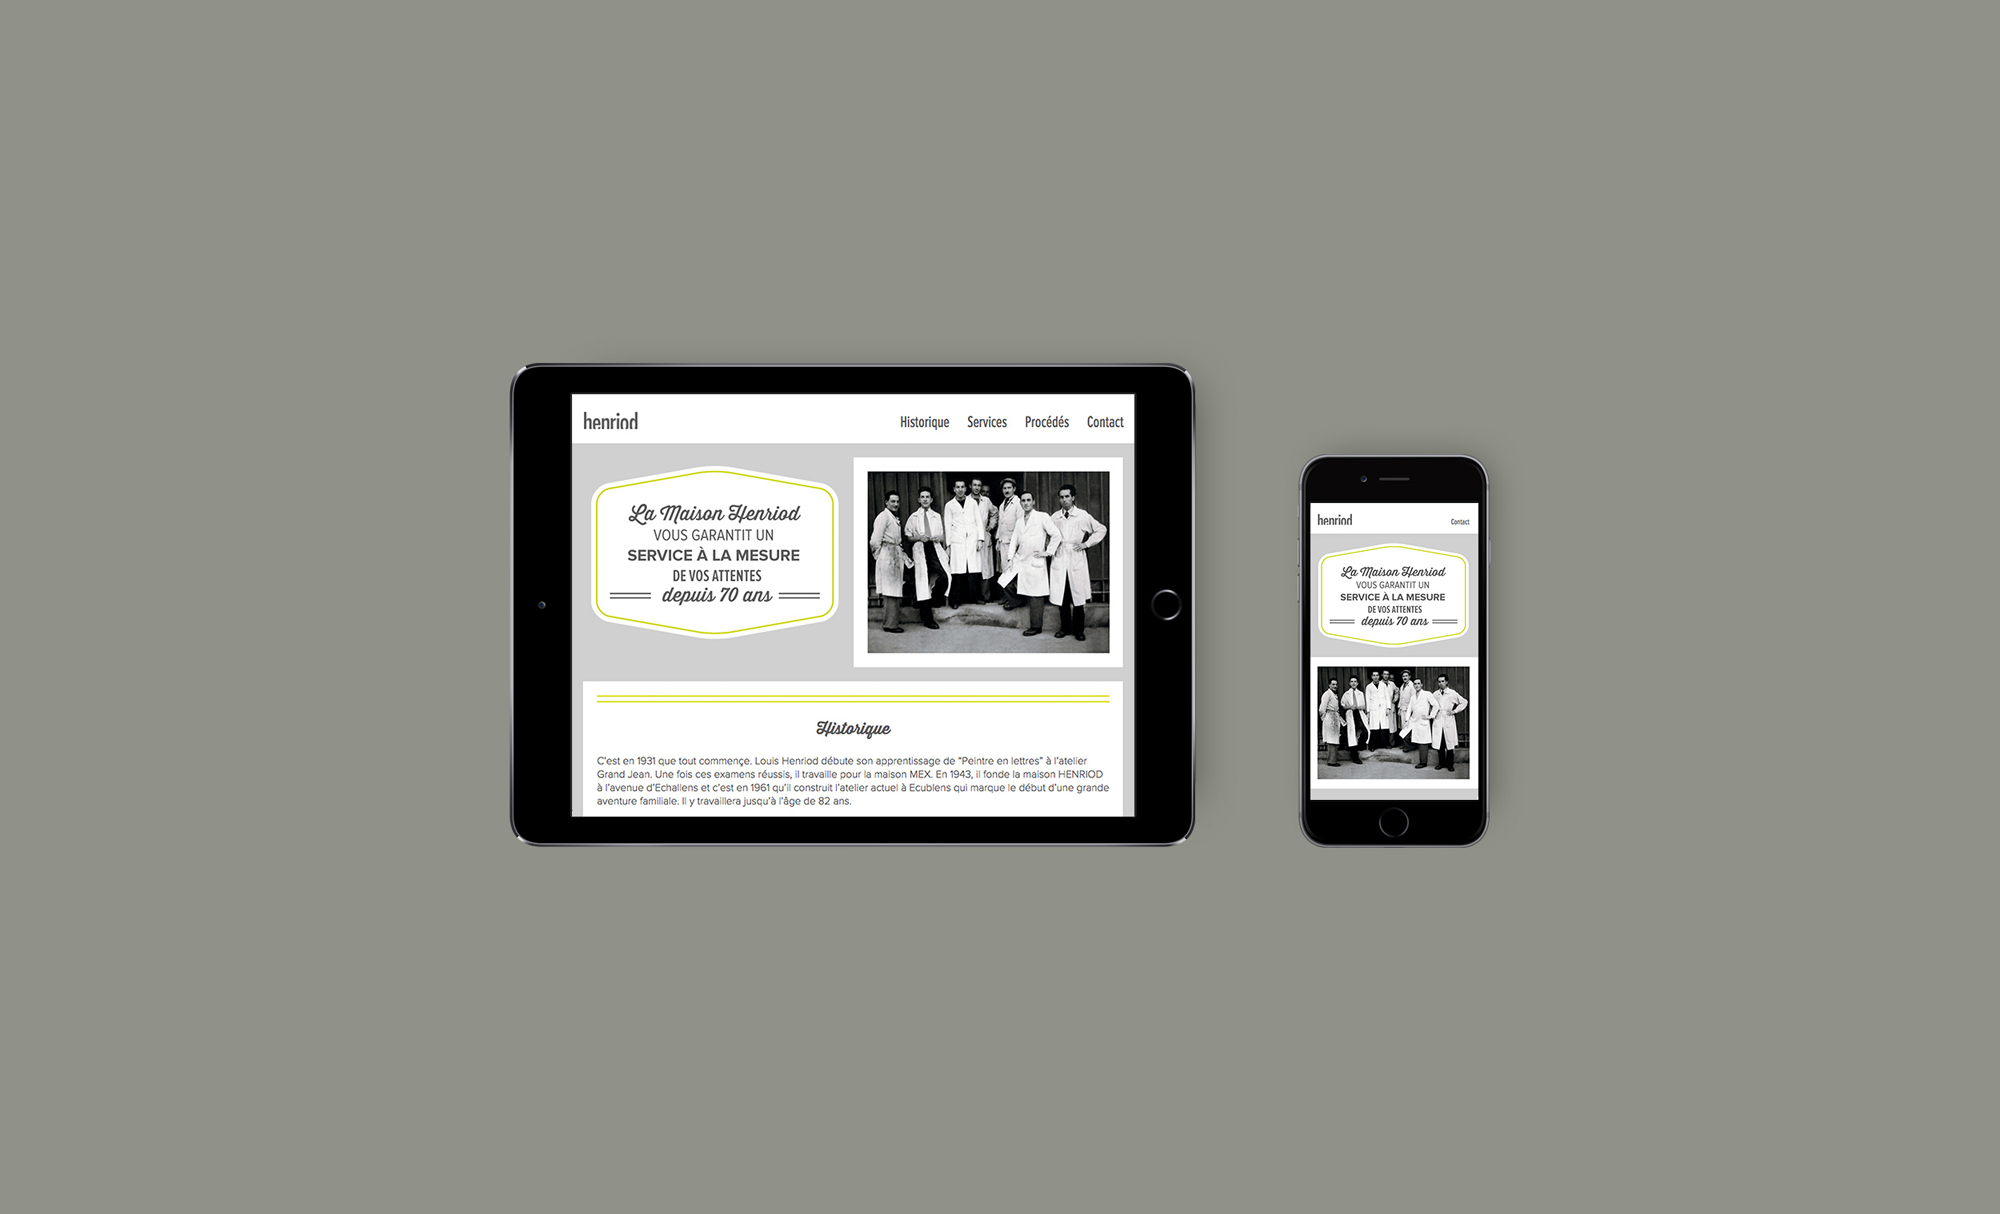 henriod
Historique Services Procédés Contact
La Maison Henriod
VOUS GARANTIT UN
SERVICE À LA MESURE
DE VOS ATTENTES
depuis 70 ans
Historique
C'est en 1931 que tout commençe. Louis Henriod débute son apprentissage de "Peintre en lettres" à l'atelier
Grand Jean. Une fois ces examens réussis, il travaille pour la maison MEX. En 1943, il fonde la maison HENRIOD
à l'avenue d'Echallens et c'est en 1961 qu'il construit l'atelier actuel à Ecublens qui marque le début d'une grande
aventure familiale. Il y travaillera jusqu'à l'âge de 82 ans.
henriod
Contact
La Maison Henriod
VOUS GARANTIT UN
SERVICE À LA MESURE
DE VOS ATTENTES
depuis 70 ans